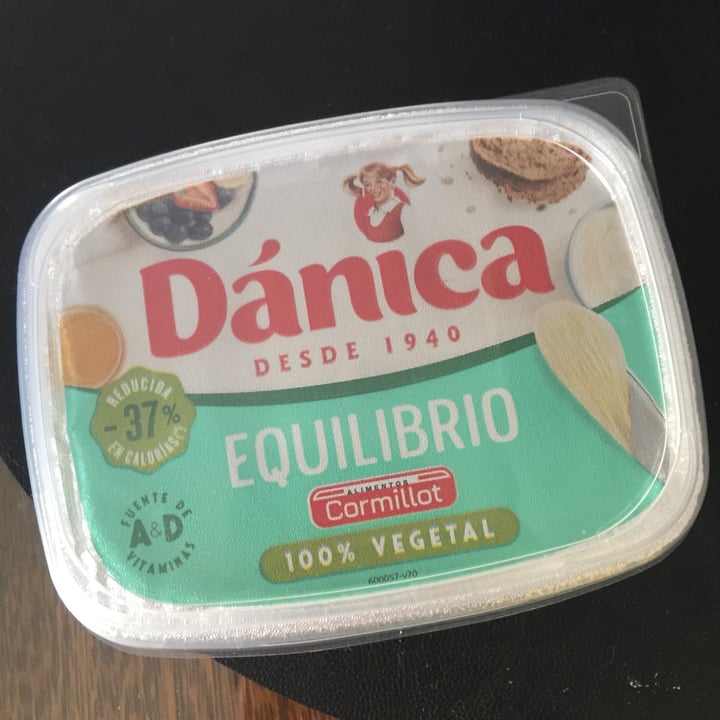 Dánica
DESDE 1940
REDUCIDA
-37%
EN CALORÍAS(*)
EQUILIBRIO
ALIMENTOS
Cormillot
FUENTE DE
A&D
VITAMINAS
100% VEGETAL
600057-v70